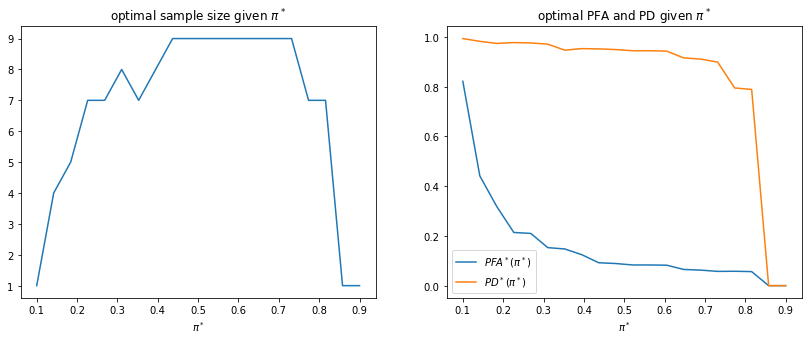 optimal sample size given π*
9
8
7
6
5
4
3
2
1
0.1 0.2 0.3 0.4 0.5 0.6 0.7 0.8 0.9
π*
optimal PFA and PD given π*
1.0
0.8
0.6
0.4
0.2
0.0
PFA*(π*)
PD*(π*)
0.1 0.2 0.3 0.4 0.5 0.6 0.7 0.8 0.9
π*